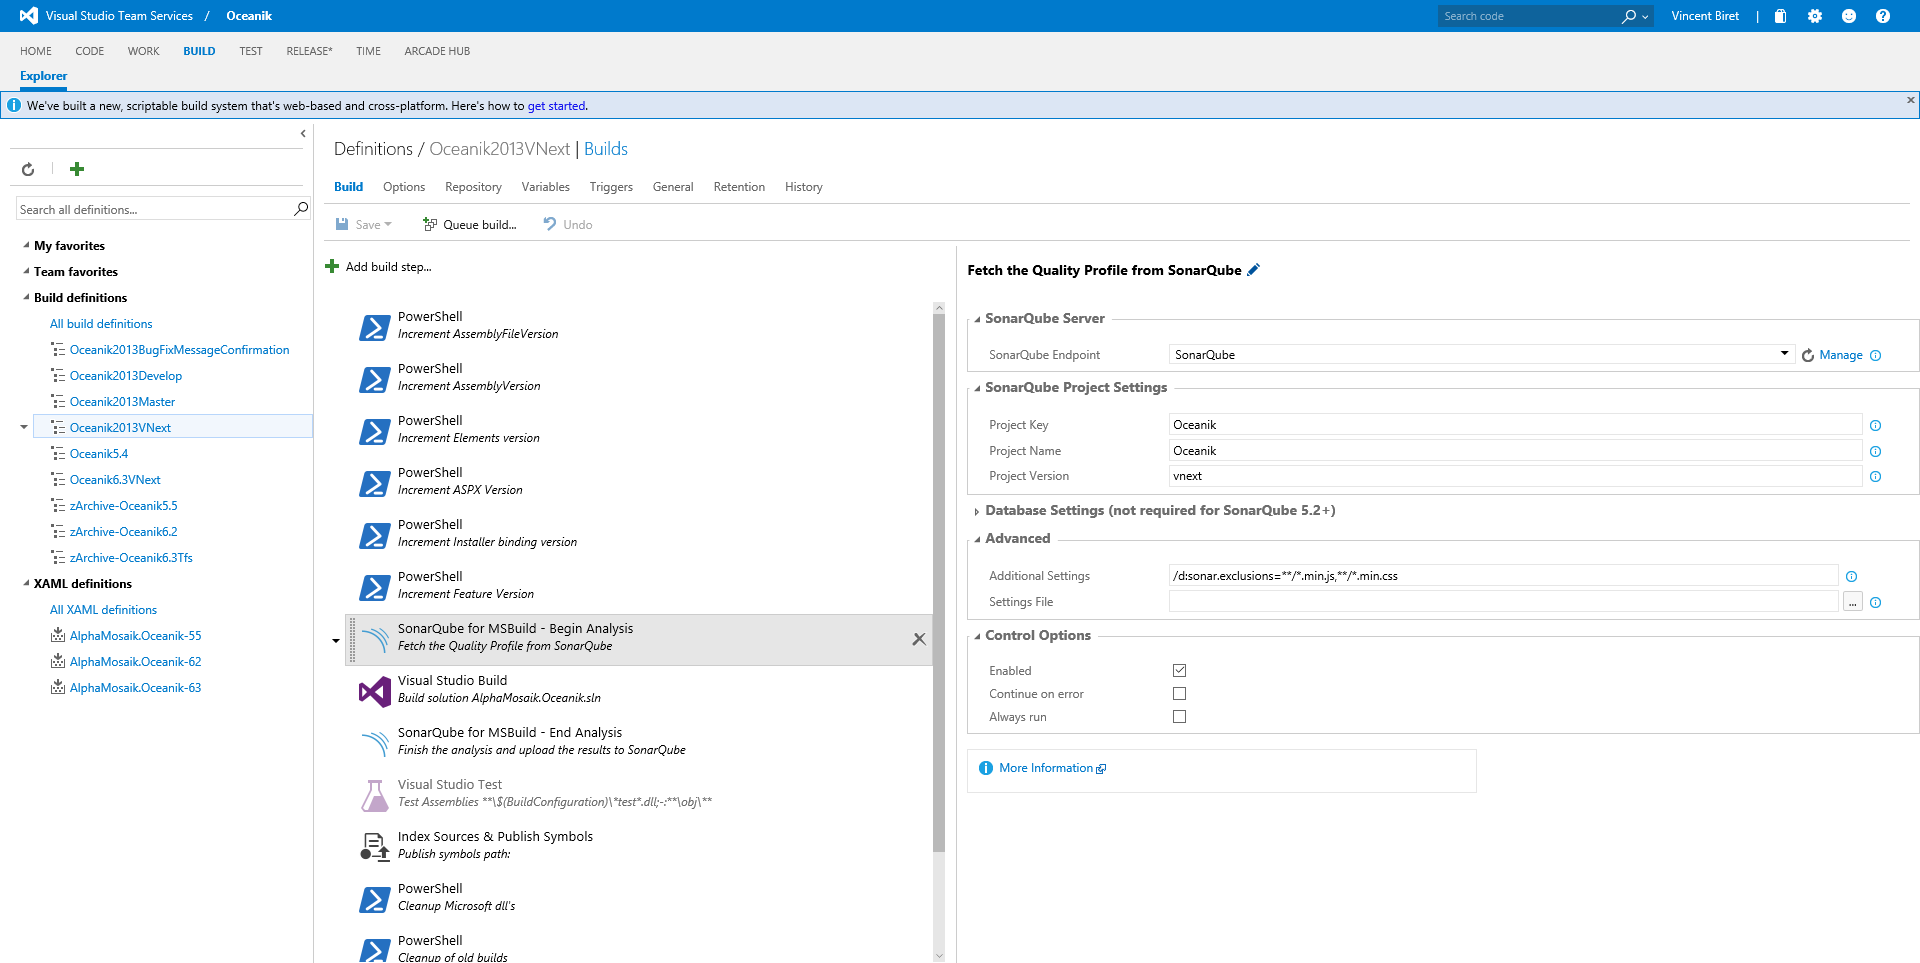 Visual Studio Team Services / Oceanik
Search code
Vincent Biret
HOME CODE WORK BUILD TEST RELEASE* TIME ARCADE HUB
Explorer
We've built a new, scriptable build system that's web-based and cross-platform. Here's how to get started.
Search all definitions...
My favorites
Team favorites
Build definitions
All build definitions
Oceanik2013BugFixMessageConfirmation
Oceanik2013Develop
Oceanik2013Master
Oceanik2013VNext
Oceanik5.4
Oceanik6.3VNext
zArchive-Oceanik5.5
zArchive-Oceanik6.2
zArchive-Oceanik6.3Tfs
XAML definitions
All XAML definitions
AlphaMosaik.Oceanik-55
AlphaMosaik.Oceanik-62
AlphaMosaik.Oceanik-63
Definitions / Oceanik2013VNext | Builds
Build Options Repository Variables Triggers General Retention History
Save Queue build... Undo
Add build step...
PowerShell
Increment AssemblyFileVersion
PowerShell
Increment AssemblyVersion
PowerShell
Increment Elements version
PowerShell
Increment ASPX Version
PowerShell
Increment Installer binding version
PowerShell
Increment Feature Version
SonarQube for MSBuild - Begin Analysis
Fetch the Quality Profile from SonarQube
Visual Studio Build
Build solution AlphaMosaik.Oceanik.sln
SonarQube for MSBuild - End Analysis
Finish the analysis and upload the results to SonarQube
Visual Studio Test
Test Assemblies **\$(BuildConfiguration)\*test*.dll;-:**\obj\**
Index Sources & Publish Symbols
Publish symbols path:
PowerShell
Cleanup Microsoft dll's
PowerShell
Cleanup of old builds
Fetch the Quality Profile from SonarQube
SonarQube Server
SonarQube Endpoint SonarQube Manage
SonarQube Project Settings
Project Key Oceanik
Project Name Oceanik
Project Version vnext
Database Settings (not required for SonarQube 5.2+)
Advanced
Additional Settings /d:sonar.exclusions=**/*.min.js,**/*.min.css
Settings File ...
Control Options
Enabled
Continue on error
Always run
More Information